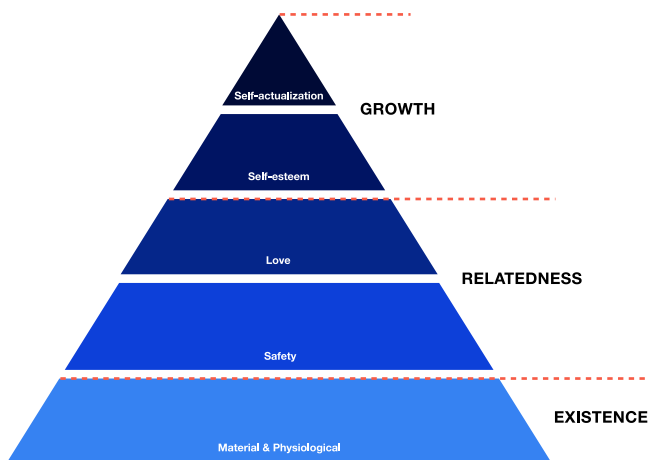 Self-actualization
GROWTH
Self-esteem
Love
RELATEDNESS
Safety
EXISTENCE
Material & Physiological